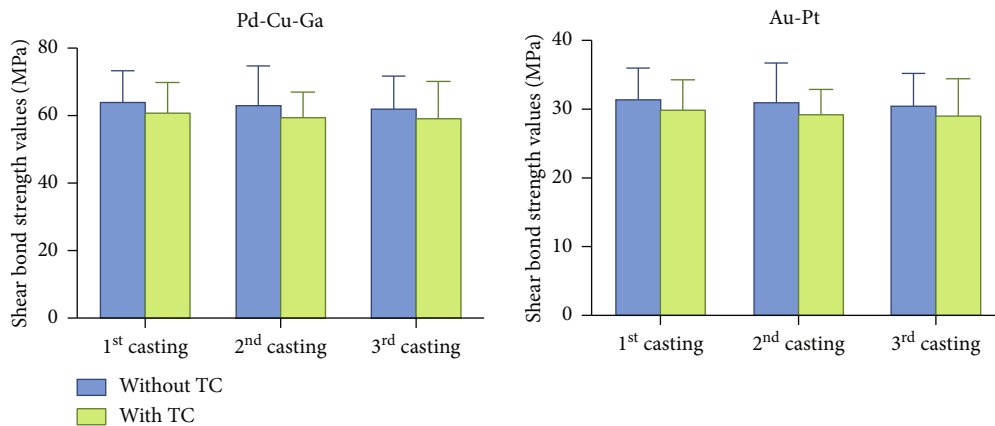 Pd-Cu-Ga
Shear bond strength values (MPa)
80
60
40
20
0
1st casting
2nd casting
3rd casting
Au-Pt
Shear bond strength values (MPa)
40
30
20
10
0
1st casting
2nd casting
3rd casting
Without TC
With TC